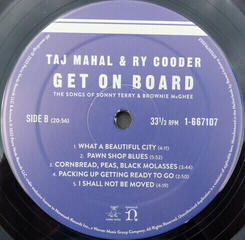 TAJ MAHAL & RY COODER
GET ON BOARD
THE SONGS OF SONNY TERRY & BROWNIE McGHEE
SIDE B (20:56)
33⅓ RPM
1-667107
1 WHAT A BEAUTIFUL CITY (4:11)
2 PAWN SHOP BLUES (5:52)
3 CORNBREAD, PEAS, BLACK MOLASSES (4:44)
4 PACKING UP GETTING READY TO GO (2:50)
5 I SHALL NOT BE MOVED (4:19)